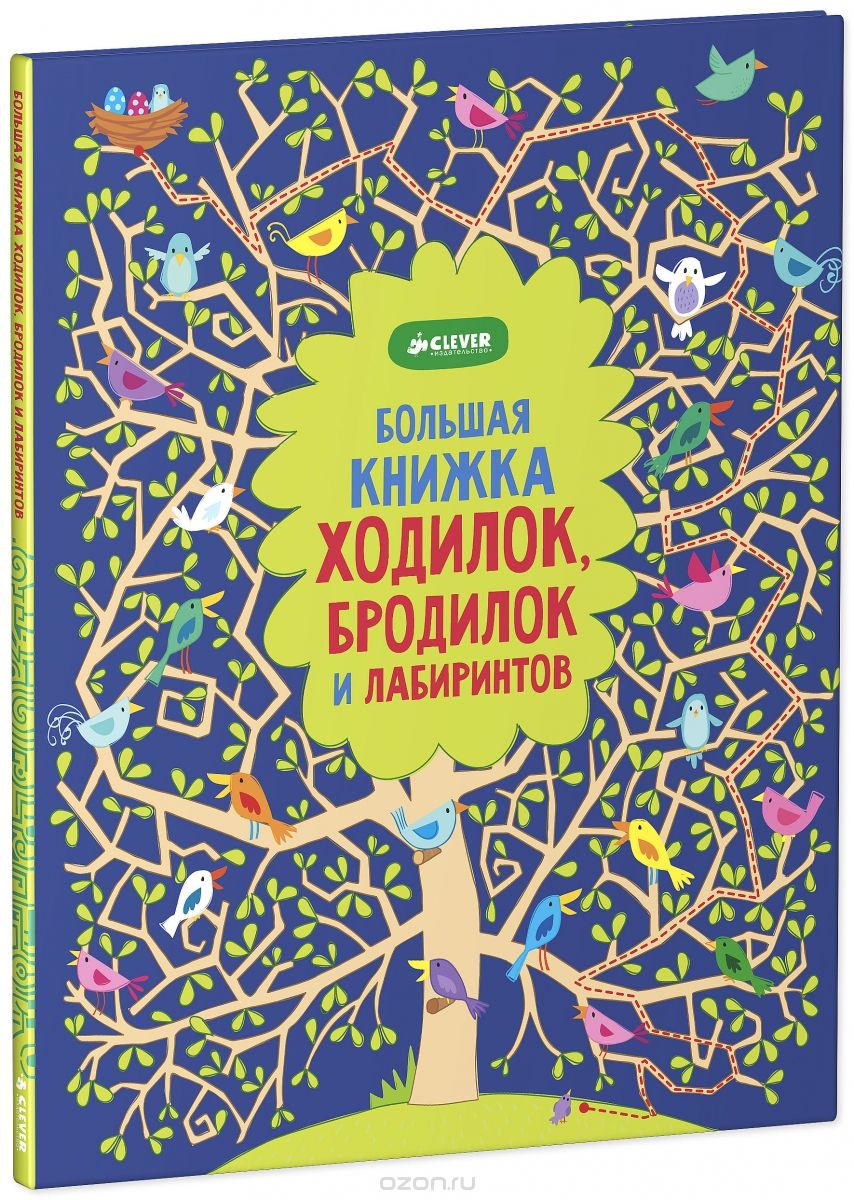 БОЛЬШАЯ КНИЖКА ХОДИЛОК, БРОДИЛОК И ЛАБИРИНТОВ
CLEVER
CLEVER
•ИЗДАТЕЛЬСТВО•
БОЛЬШАЯ
КНИЖКА
ХОДИЛОК,
БРОДИЛОК
И ЛАБИРИНТОВ
ozon.ru